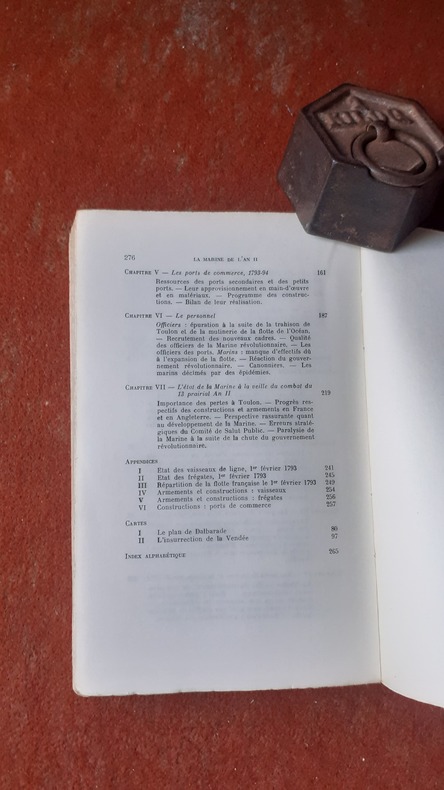 276 LA MARINE DE L'AN II
CHAPITRE V — Les ports de commerce, 1793-94 161
Ressources des ports secondaires et des petits
ports. — Leur approvisionnement en main-d'œuvre
et en matériaux. — Programme des construc-
tions. — Bilan de leur réalisation.
CHAPITRE VI — Le personnel 182
Officiers : épuration à la suite de la trahison de
Toulon et de la mutinerie de la flotte de l'Océan.
— Recrutement des nouveaux cadres. — Qualité
des officiers de la Marine révolutionnaire. — Les
officiers des ports. Marins : manque d'effectifs dû
à l'expansion de la flotte. — Réaction du gouver-
nement révolutionnaire. — Canonniers. — Les
marins décimés par des épidémies.
CHAPITRE VII — L'état de la Marine à la veille du combat du
13 prairial An II 219
Importance des pertes à Toulon. — Progrès res-
pectifs des constructions et armements en France
et en Angleterre. — Perspective rassurante quant
au développement de la Marine. — Erreurs straté-
giques du Comité de Salut Public. — Paralysie de
la Marine à la suite de la chute du gouvernement
révolutionnaire.
APPENDICES
I Etat des vaisseaux de ligne, 1er février 1793 241
II Etat des frégates, 1er février 1793 245
III Répartition de la flotte française le 1er février 1793 249
IV Armements et constructions : vaisseaux 254
V Armements et constructions : frégates 256
VI Constructions : ports de commerce 257
CARTES
I Le plan de Dalbarade 80
II L'insurrection de la Vendée 97
INDEX ALPHABÉTIQUE 265